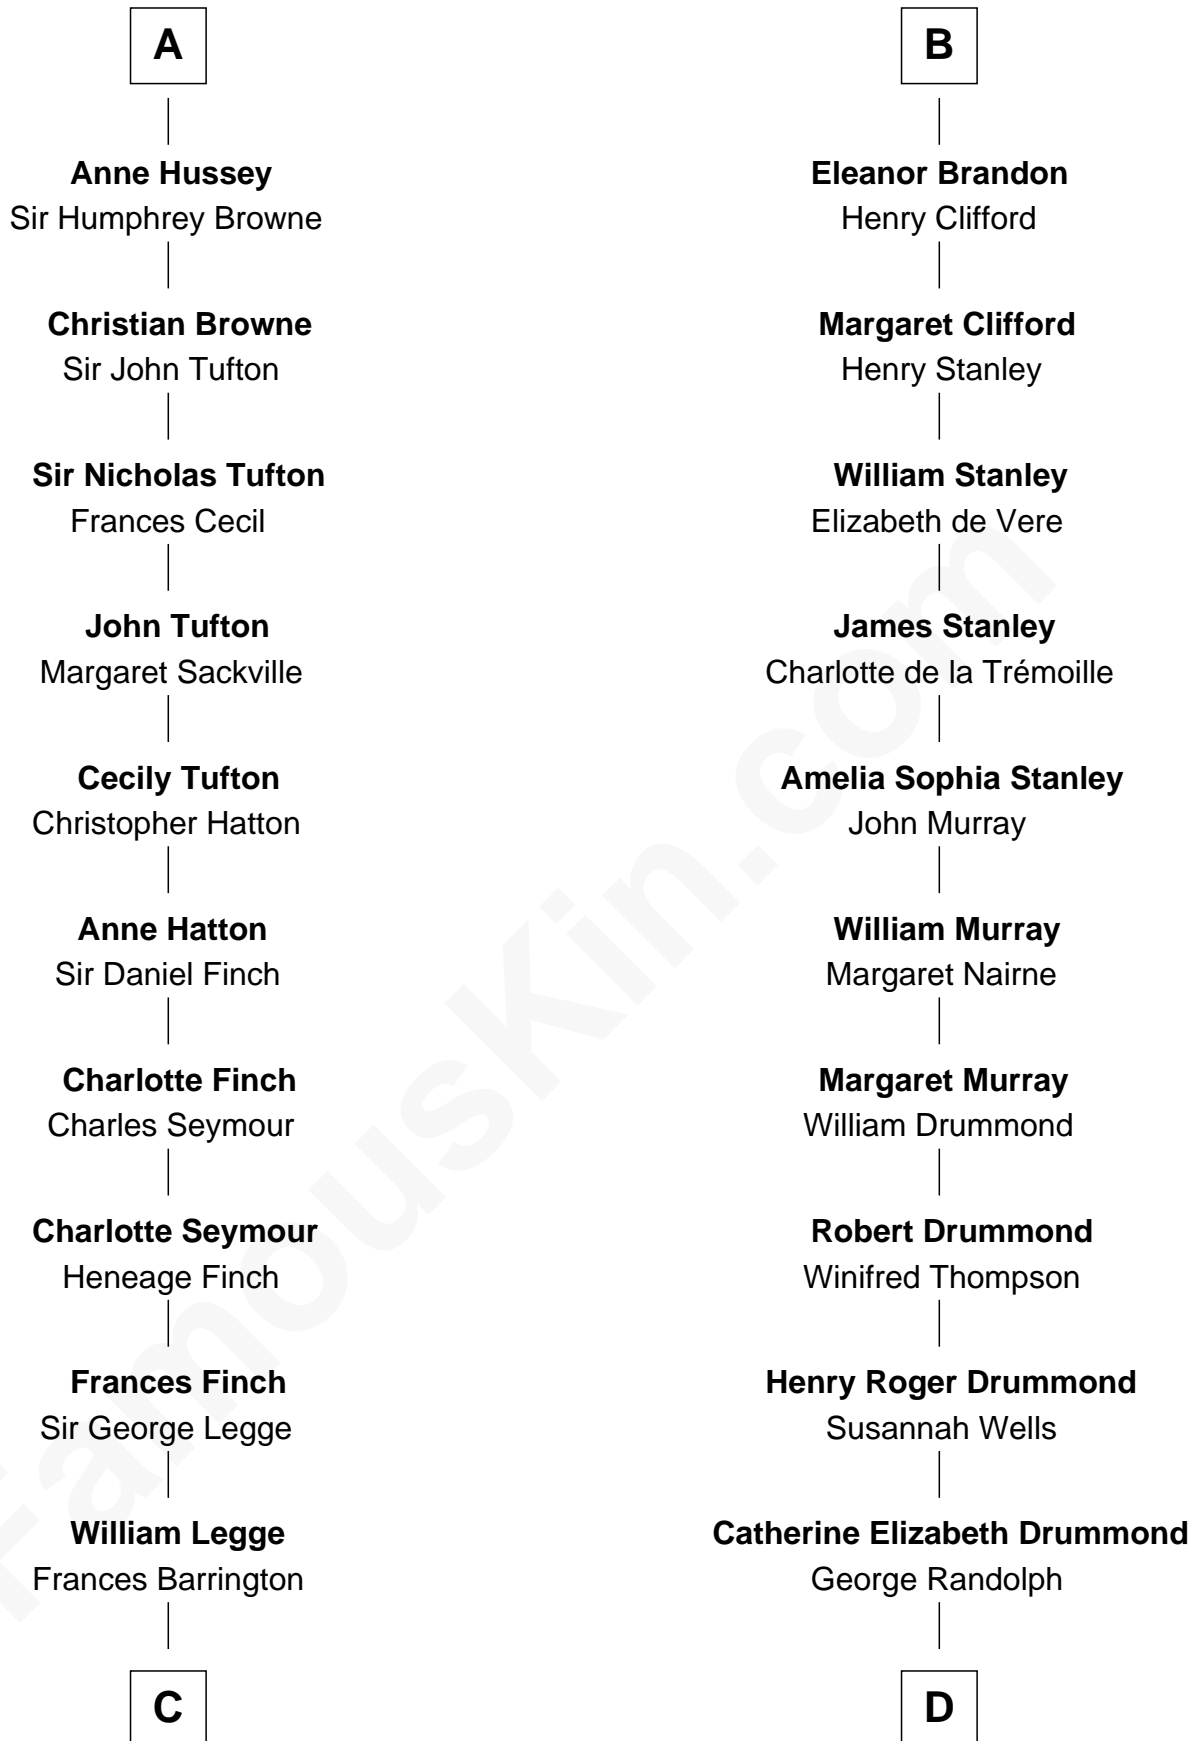 A
Anne Hussey
Sir Humphrey Browne
Christian Browne
Sir John Tufton
Sir Nicholas Tufton
Frances Cecil
John Tufton
Margaret Sackville
Cecily Tufton
Christopher Hatton
Anne Hatton
Sir Daniel Finch
Charlotte Finch
Charles Seymour
Charlotte Seymour
Heneage Finch
Frances Finch
Sir George Legge
William Legge
Frances Barrington
C
B
Eleanor Brandon
Henry Clifford
Margaret Clifford
Henry Stanley
William Stanley
Elizabeth de Vere
James Stanley
Charlotte de la Trémoille
Amelia Sophia Stanley
John Murray
William Murray
Margaret Nairne
Margaret Murray
William Drummond
Robert Drummond
Winifred Thompson
Henry Roger Drummond
Susannah Wells
Catherine Elizabeth Drummond
George Randolph
D
FamousKin.com